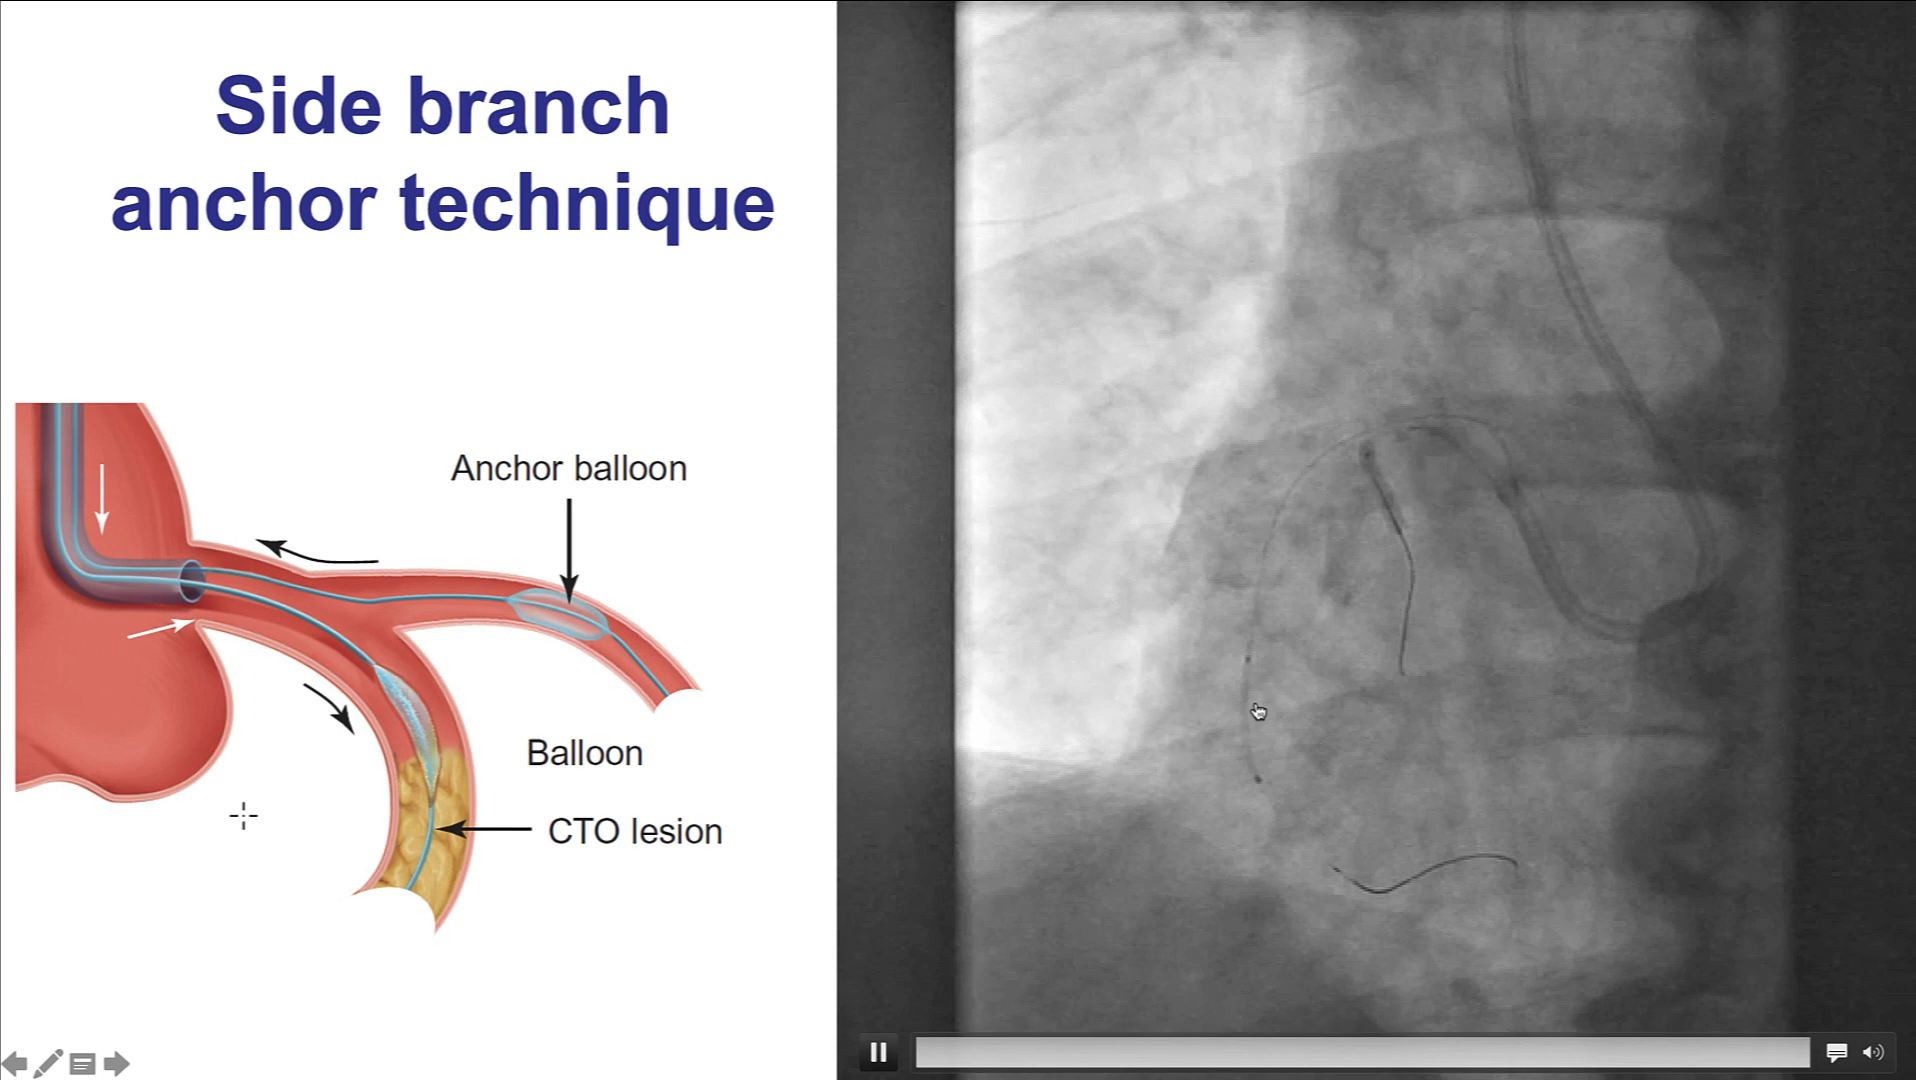 Side branch
anchor technique
Anchor balloon
Balloon
CTO lesion